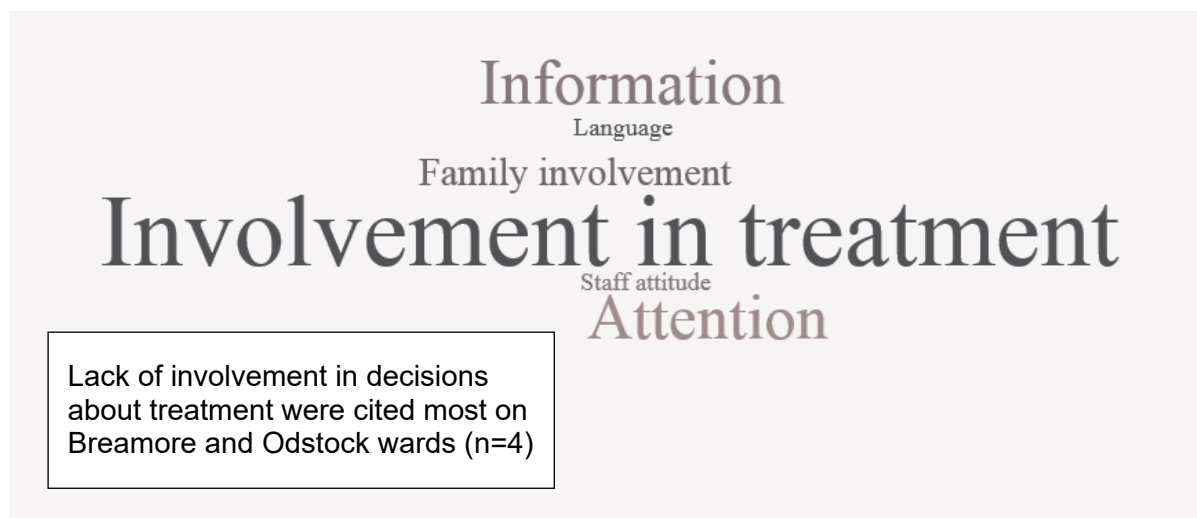 Information
Language
Family involvement
Involvement in treatment
Staff attitude
Attention
Lack of involvement in decisions
about treatment were cited most on
Breamore and Odstock wards (n=4)